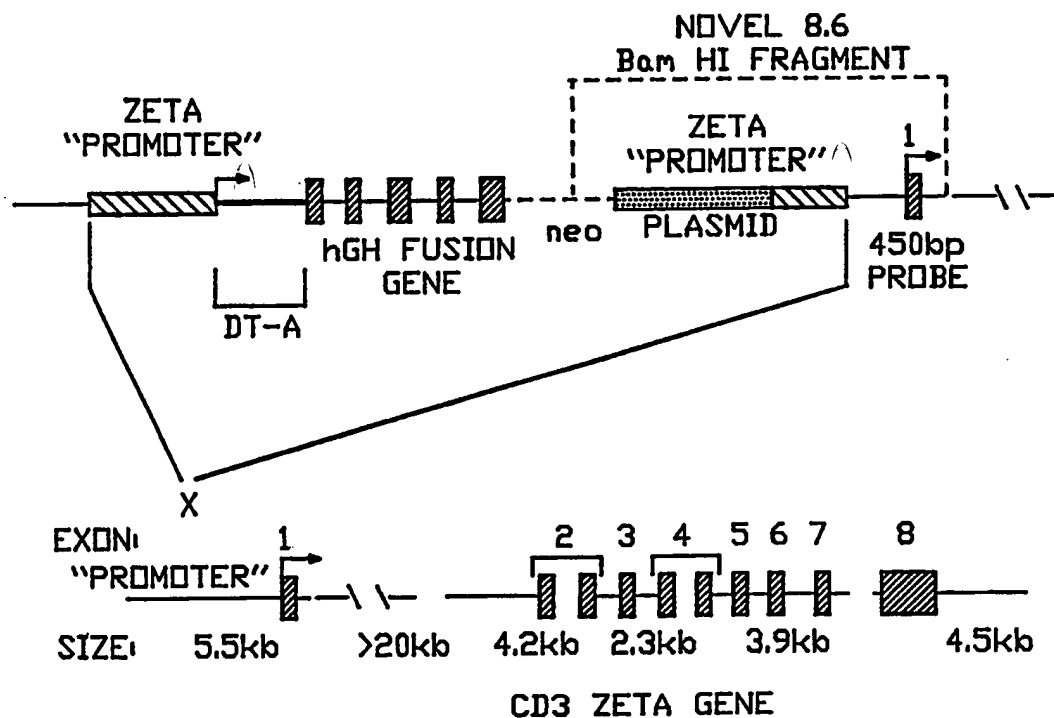 NOVEL 8.6
Bam HI FRAGMENT
ZETA
"PROMOTER"
ZETA
"PROMOTER"
1
hGH FUSION
GENE
neo
PLASMID
450bp
PROBE
DT-A
X
EXON:
1
2
3
4
5
6
7
8
"PROMOTER"
SIZE:
5.5kb
>20kb
4.2kb
2.3kb
3.9kb
4.5kb
CD3 ZETA GENE